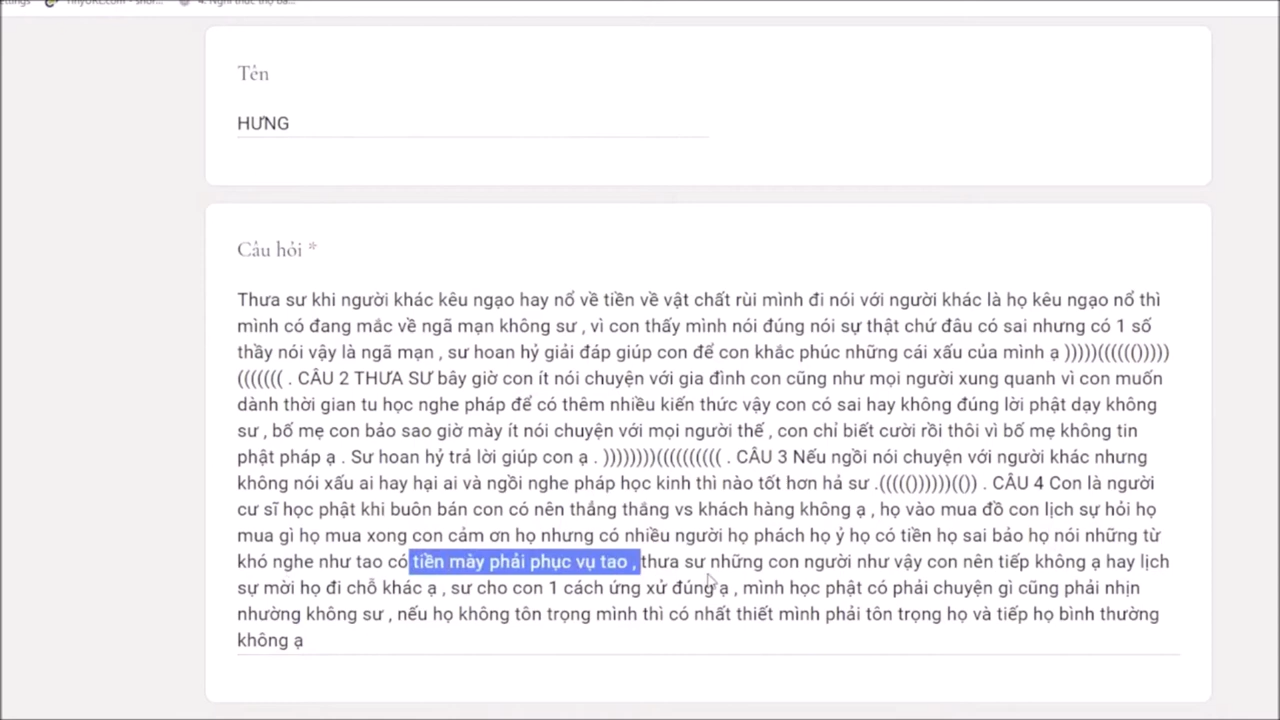 Tên
HƯNG
Câu hỏi *
Thưa sư khi người khác kêu ngạo hay nổ về tiền về vật chất rùi mình đi nói với người khác là họ kêu ngạo nổ thì
mình có đang mắc về ngã mạn không sư , vì con thấy mình nói đúng nói sự thật chứ đâu có sai nhưng có 1 số
thầy nói vậy là ngã mạn , sư hoan hỷ giải đáp giúp con để con khắc phúc những cái xấu của mình ạ )))))(((((()))))
((((((( . CÂU 2 THƯA SƯ bây giờ con ít nói chuyện với gia đình con cũng như mọi người xung quanh vì con muốn
dành thời gian tu học nghe pháp để có thêm nhiều kiến thức vậy con có sai hay không đúng lời phật dạy không
sư , bố mẹ con bảo sao giờ mày ít nói chuyện với mọi người thế , con chỉ biết cười rồi thôi vì bố mẹ không tin
phật pháp ạ . Sư hoan hỷ trả lời giúp con ạ . ))))))))(((((((((( . CÂU 3 Nếu ngồi nói chuyện với người khác nhưng
không nói xấu ai hay hại ai và ngồi nghe pháp học kinh thì nào tốt hơn hả sư .((((())))))(()) . CÂU 4 Con là người
cư sĩ học phật khi buôn bán con có nên thẳng thắng vs khách hàng không ạ , họ vào mua đồ con lịch sự hỏi họ
mua gì họ mua xong con cảm ơn họ nhưng có nhiều người họ phách họ ỷ họ có tiền họ sai bảo họ nói những từ
khó nghe như tao có tiền mày phải phục vụ tao , thưa sư những con người như vậy con nên tiếp không ạ hay lịch
sự mời họ đi chỗ khác ạ , sư cho con 1 cách ứng xử đúng ạ , mình học phật có phải chuyện gì cũng phải nhịn
nhường không sư , nếu họ không tôn trọng mình thì có nhất thiết mình phải tôn trọng họ và tiếp họ bình thường
không ạ